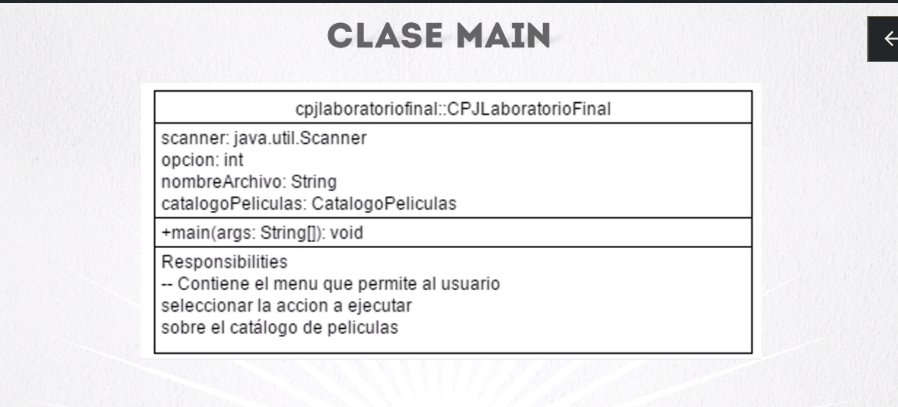 CLASE MAIN
cpjlaboratoriofinal::CPJLaboratorioFinal
scanner: java.util.Scanner
opcion: int
nombreArchivo: String
catalogoPeliculas: CatalogoPeliculas
+main(args: String[]): void
Responsibilities
-- Contiene el menu que permite al usuario
seleccionar la accion a ejecutar
sobre el catálogo de peliculas